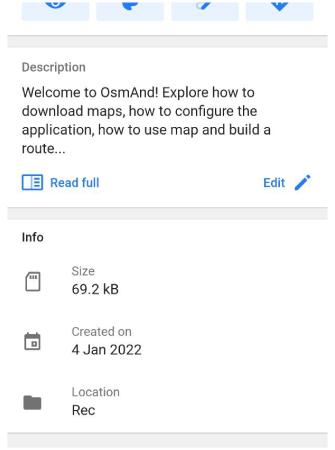 Description
Welcome to OsmAnd! Explore how to
download maps, how to configure the
application, how to use map and build a
route...
Read full
Edit
Info
Size
69.2 kB
Created on
4 Jan 2022
Location
Rec